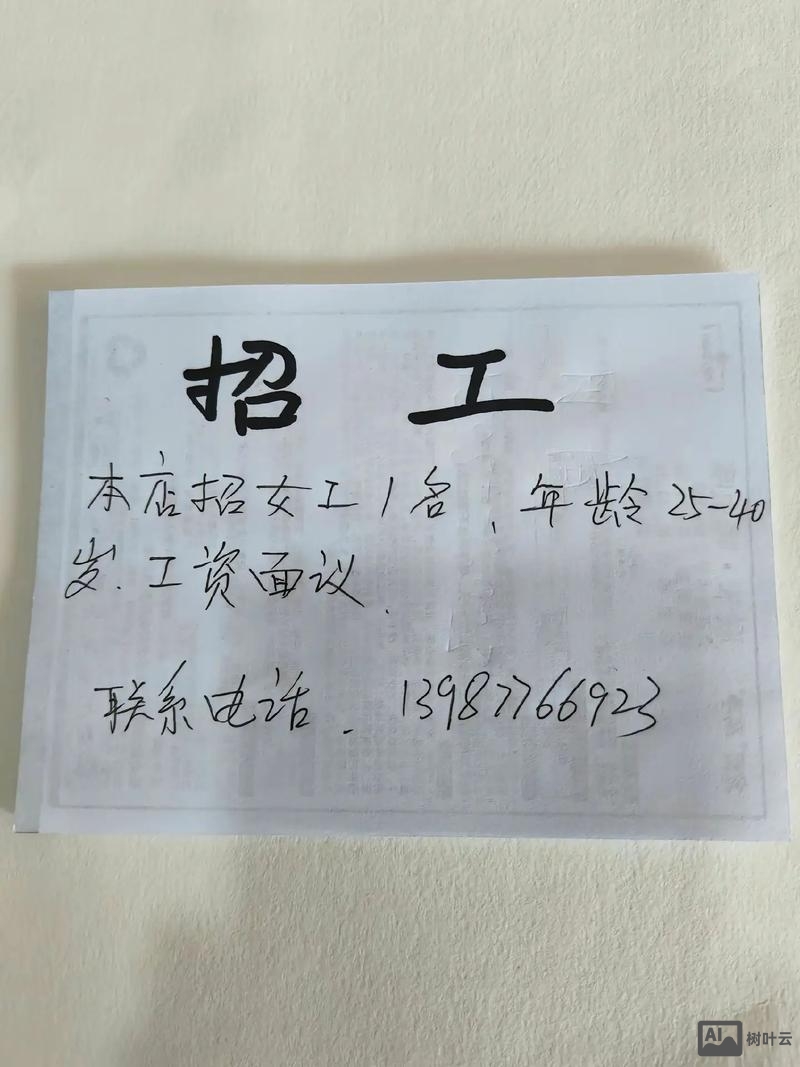 招 工
本店招女工1名,年龄25-40
岁.工资面议.
联系电话.13987766923
AI 树叶云